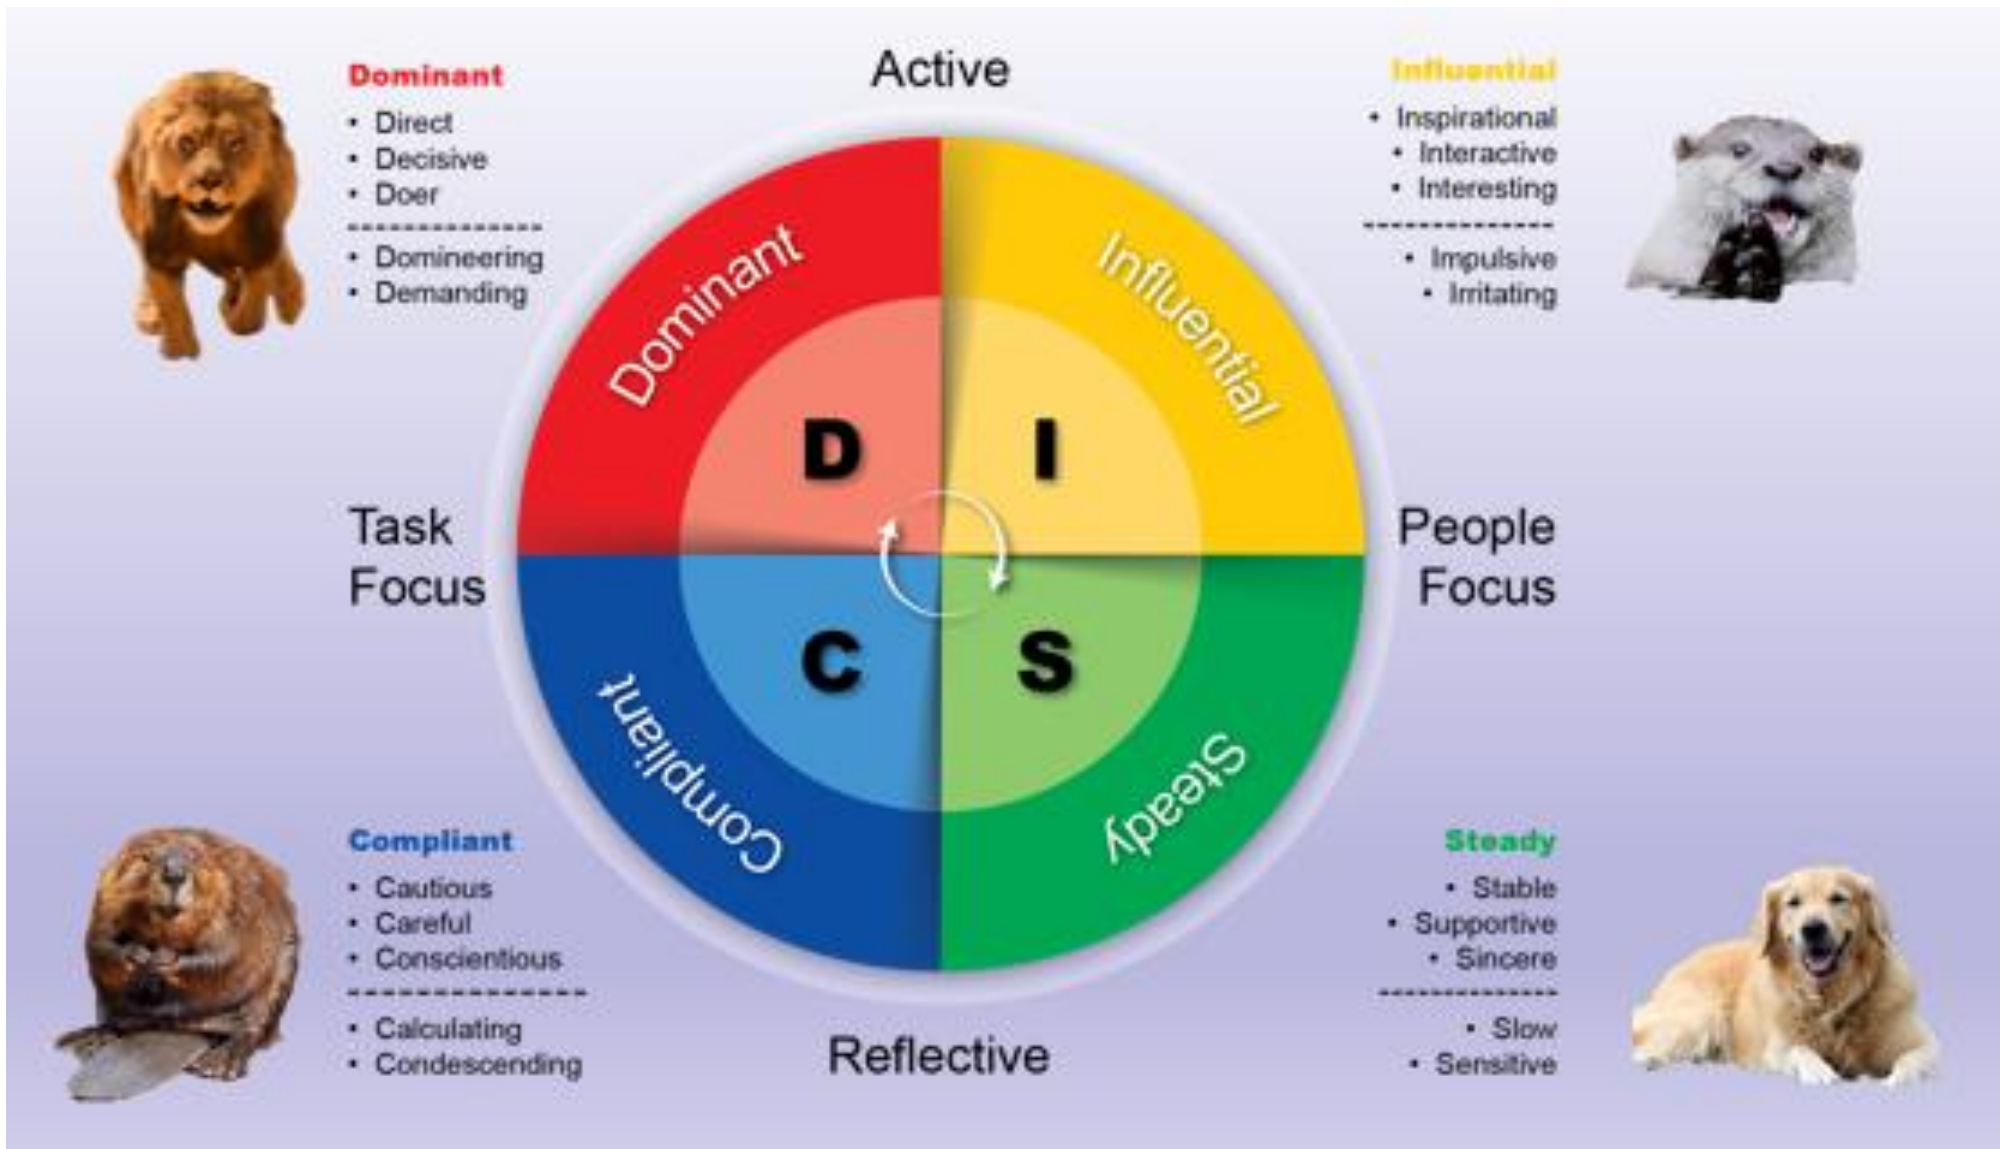 Active
Dominant
• Direct
• Decisive
• Doer
--------------
• Domineering
• Demanding
Influential
• Inspirational
• Interactive
• Interesting
--------------
• Impulsive
• Irritating
Dominant
Influential
D
I
Task
Focus
People
Focus
C
S
Compliant
Steady
Compliant
• Cautious
• Careful
• Conscientious
--------------
• Calculating
• Condescending
Steady
• Stable
• Supportive
• Sincere
--------------
• Slow
• Sensitive
Reflective